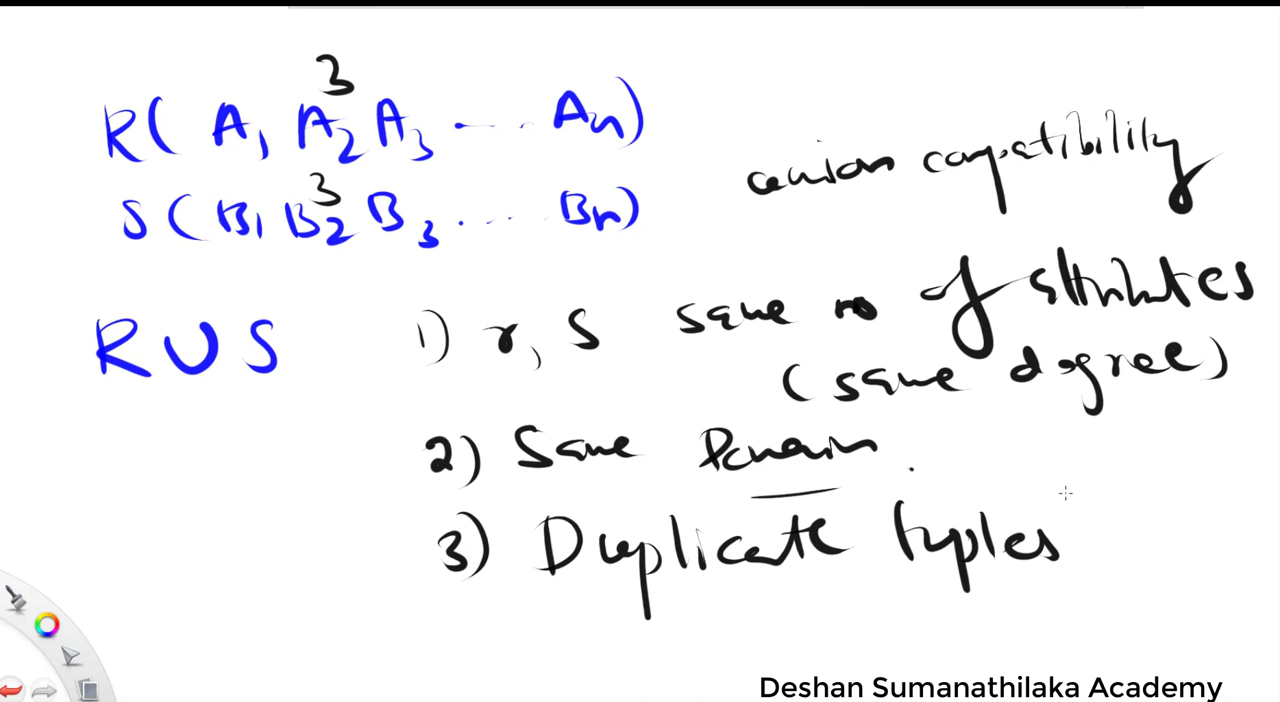 3
R( A1 A2 A3 ---... An)
3
S( B1 B2 B3 .... Bn)
union compatibility
R ∪ S
1) r, S same no of attributes
(same degree)
2) Same Domain.
3) Duplicate tuples
Deshan Sumanathilaka Academy